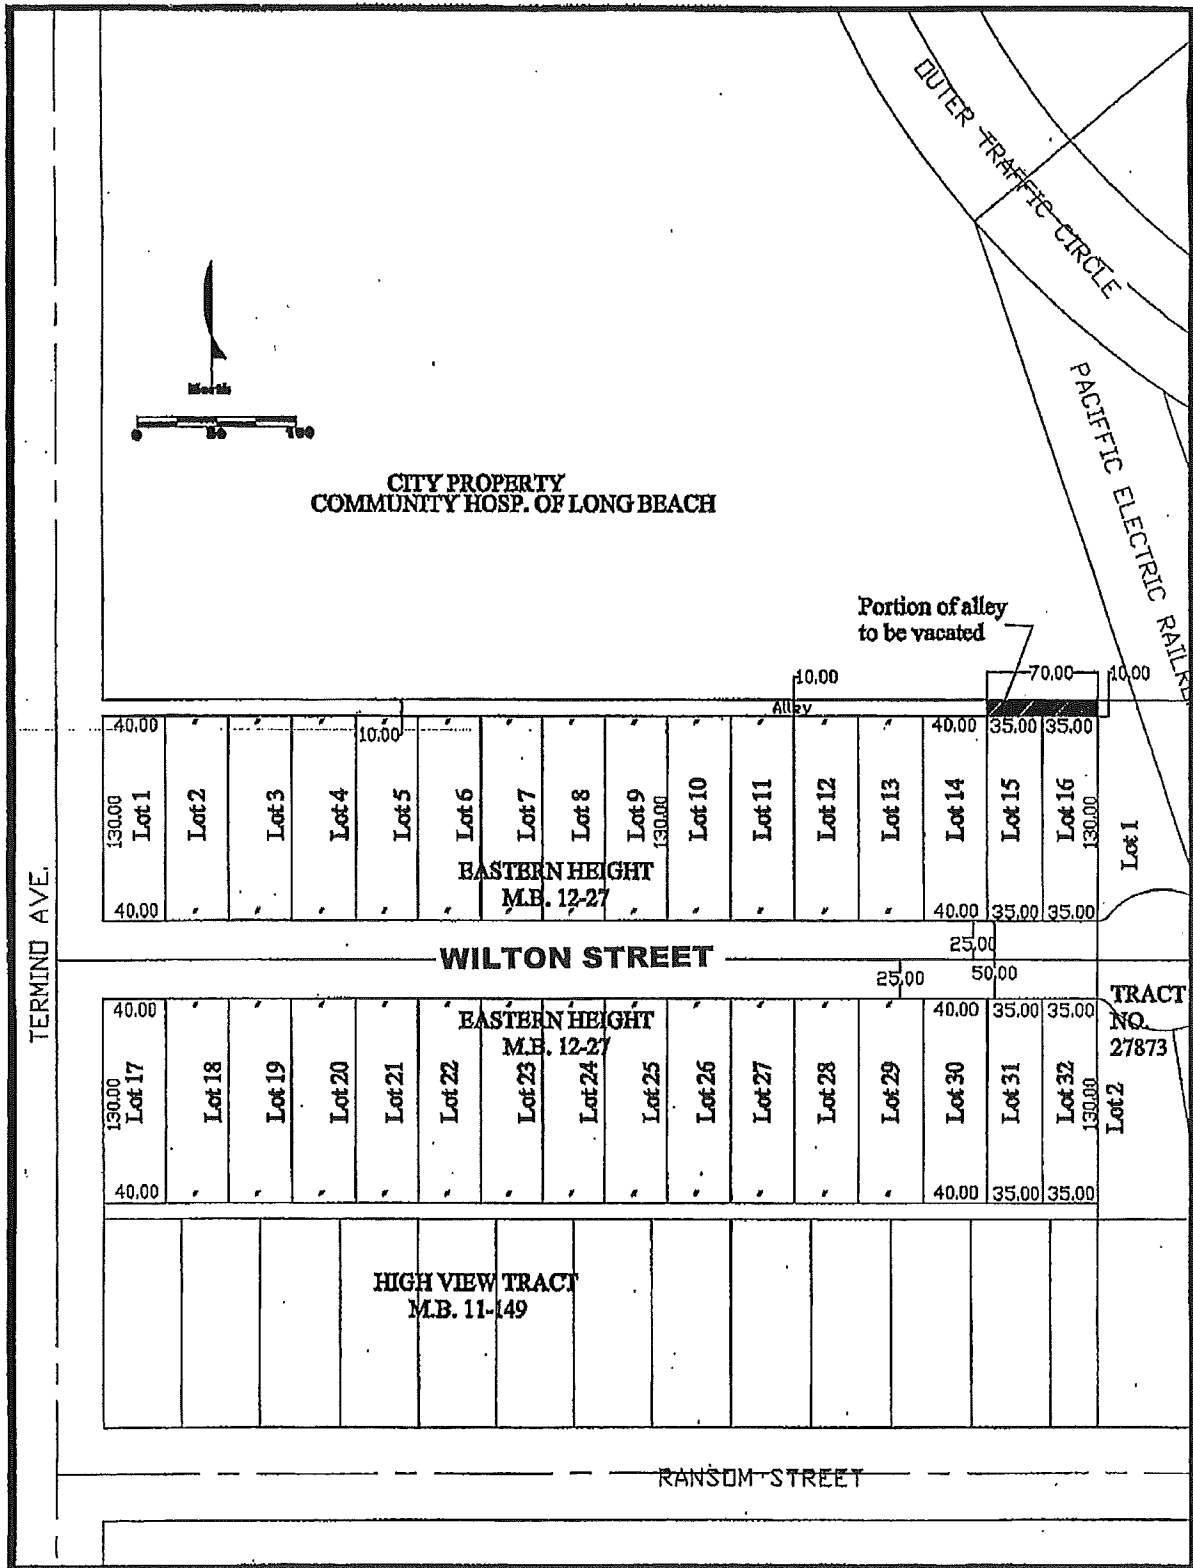 OUTER TRAFFIC CIRCLE
North
0 50 100
PACIFIC ELECTRIC
CITY PROPERTY
COMMUNITY HOSP. OF LONG BEACH
Portion of alley
to be vacated
10.00 70.00 10.00
Alley
40.00 " " " " 10.00 " " " " " " " " 40.00 35.00 35.00
130.00 Lot 1 Lot 2 Lot 3 Lot 4 Lot 5 Lot 6 Lot 7 Lot 8 Lot 9 130.00 Lot 10 Lot 11 Lot 12 Lot 13 Lot 14 Lot 15 Lot 16 130.00 Lot 1
EASTERN HEIGHT
M.B. 12-27
40.00 " " " " " " " " " " " " 40.00 35.00 35.00
TERMINO AVE.
WILTON STREET
25.00
25.00 50.00
TRACT
NO.
27873
40.00 " " " " " " " " " " " " 40.00 35.00 35.00
EASTERN HEIGHT
M.B. 12-27
130.00 Lot 17 Lot 18 Lot 19 Lot 20 Lot 21 Lot 22 Lot 23 Lot 24 Lot 25 Lot 26 Lot 27 Lot 28 Lot 29 Lot 30 Lot 31 Lot 32 130.00 Lot 2
40.00 " " " " " " " " " " " " 40.00 35.00 35.00
HIGH VIEW TRACT
M.B. 11-149
RANSOM STREET